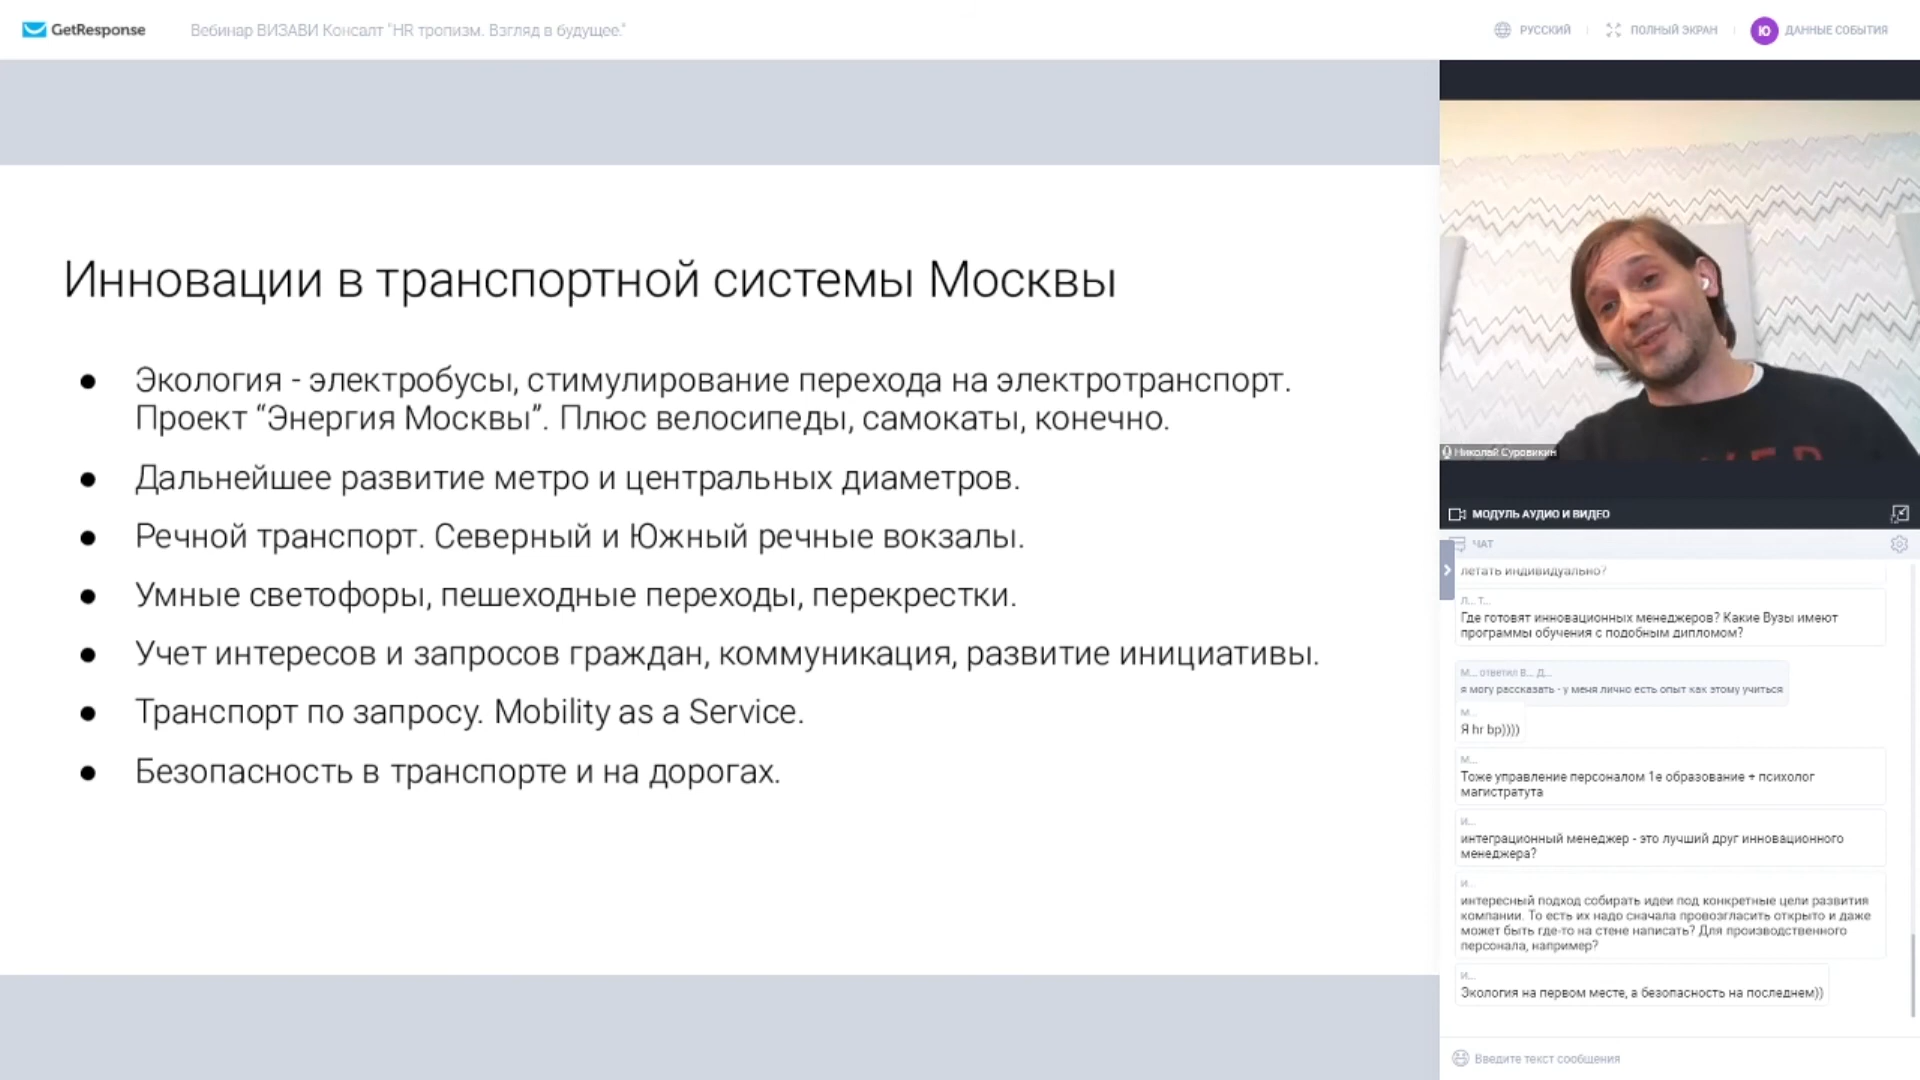 GetResponse
Вебинар ВИЗАВИ Консалт "HR тропизм. Взгляд в будущее."
РУССКИЙ
ПОЛНЫЙ ЭКРАН
Ю
ДАННЫЕ СОБЫТИЯ
Инновации в транспортной системы Москвы
● Экология - электробусы, стимулирование перехода на электротранспорт.
Проект “Энергия Москвы”. Плюс велосипеды, самокаты, конечно.
● Дальнейшее развитие метро и центральных диаметров.
● Речной транспорт. Северный и Южный речные вокзалы.
● Умные светофоры, пешеходные переходы, перекрестки.
● Учет интересов и запросов граждан, коммуникация, развитие инициативы.
● Транспорт по запросу. Mobility as a Service.
● Безопасность в транспорте и на дорогах.
Николай Суровикин
МОДУЛЬ АУДИО И ВИДЕО
ЧАТ
летать индивидуально?
Л... Т...
Где готовят инновационных менеджеров? Какие Вузы имеют
программы обучения с подобным дипломом?
М... ответил В... Д...
я могу рассказать - у меня лично есть опыт как этому учиться
М...
Я hr bp))))
М...
Тоже управление персоналом 1е образование + психолог
магистратута
И...
интеграционный менеджер - это лучший друг инновационного
менеджера?
И...
интересный подход собирать идеи под конкретные цели развития
компании. То есть их надо сначала провозгласить открыто и даже
может быть где-то на стене написать? Для производственного
персонала, например?
И...
Экология на первом месте, а безопасность на последнем))
Введите текст сообщения